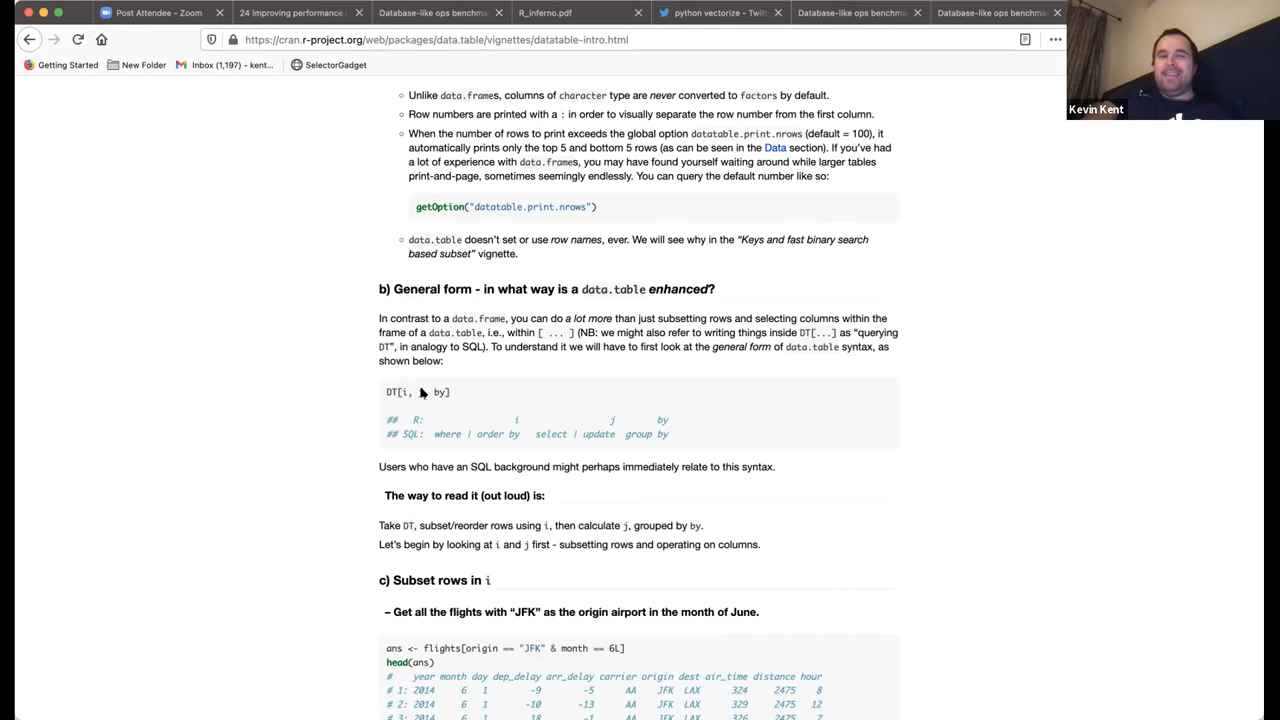 Post Attendee - Zoom
24 Improving performance
Database-like ops benchm
R_inferno.pdf
python vectorize - Twitt
Database-like ops benchma
Database-like ops benchma
https://cran.r-project.org/web/packages/data.table/vignettes/datatable-intro.html
Getting Started
New Folder
Inbox (1,197) - kent...
SelectorGadget
Kevin Kent
Unlike data.frames, columns of character type are never converted to factors by default.
Row numbers are printed with a : in order to visually separate the row number from the first column.
When the number of rows to print exceeds the global option datatable.print.nrows (default = 100), it
automatically prints only the top 5 and bottom 5 rows (as can be seen in the Data section). If you've had
a lot of experience with data.frames, you may have found yourself waiting around while larger tables
print-and-page, sometimes seemingly endlessly. You can query the default number like so:
getOption("datatable.print.nrows")
data.table doesn't set or use row names, ever. We will see why in the “Keys and fast binary search
based subset” vignette.
b) General form - in what way is a data.table enhanced?
In contrast to a data.frame, you can do a lot more than just subsetting rows and selecting columns within the
frame of a data.table, i.e., within [ ... ] (NB: we might also refer to writing things inside DT[...] as “querying
DT”, in analogy to SQL). To understand it we will have to first look at the general form of data.table syntax, as
shown below:
DT[i, by]
## R: i j by
## SQL: where | order by select | update group by
Users who have an SQL background might perhaps immediately relate to this syntax.
The way to read it (out loud) is:
Take DT, subset/reorder rows using i, then calculate j, grouped by by.
Let's begin by looking at i and j first - subsetting rows and operating on columns.
c) Subset rows in i
– Get all the flights with “JFK” as the origin airport in the month of June.
ans <- flights[origin == "JFK" & month == 6L]
head(ans)
# year month day dep_delay arr_delay carrier origin dest air_time distance hour
# 1: 2014 6 1 -9 -5 AA JFK LAX 324 2475 8
# 2: 2014 6 1 -10 -13 AA JFK LAX 329 2475 12
# 3: 2014 6 1 18 -1 AA JFK LAX 326 2475 7